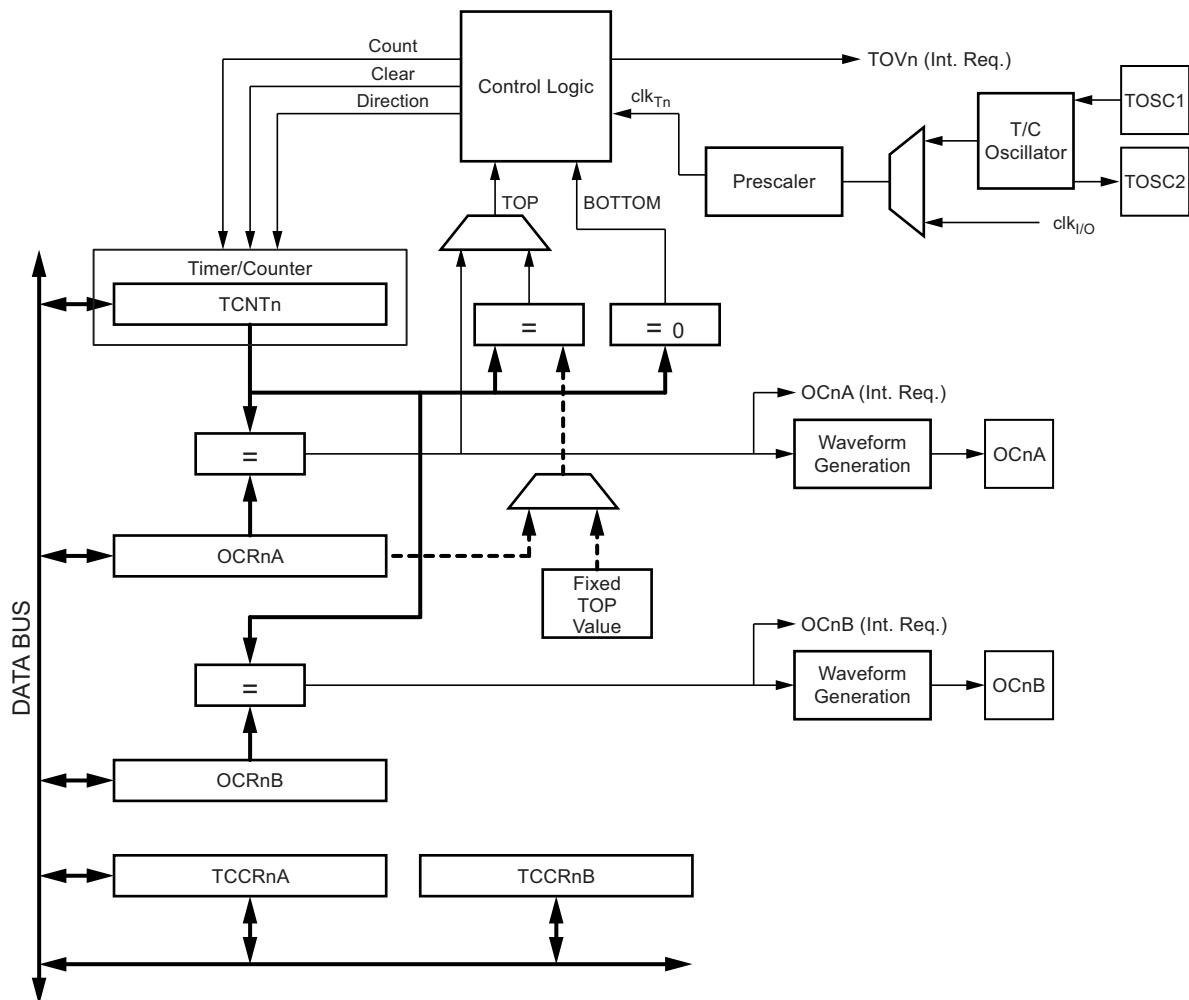 Count
Clear
Direction
Control Logic
TOVn (Int. Req.)
clkTn
TOSC1
T/C
Oscillator
TOSC2
Prescaler
clkI/O
TOP
BOTTOM
Timer/Counter
TCNTn
=
= 0
OCnA (Int. Req.)
=
Waveform
Generation
OCnA
OCRnA
Fixed
TOP
Value
DATA BUS
OCnB (Int. Req.)
=
Waveform
Generation
OCnB
OCRnB
TCCRnA
TCCRnB